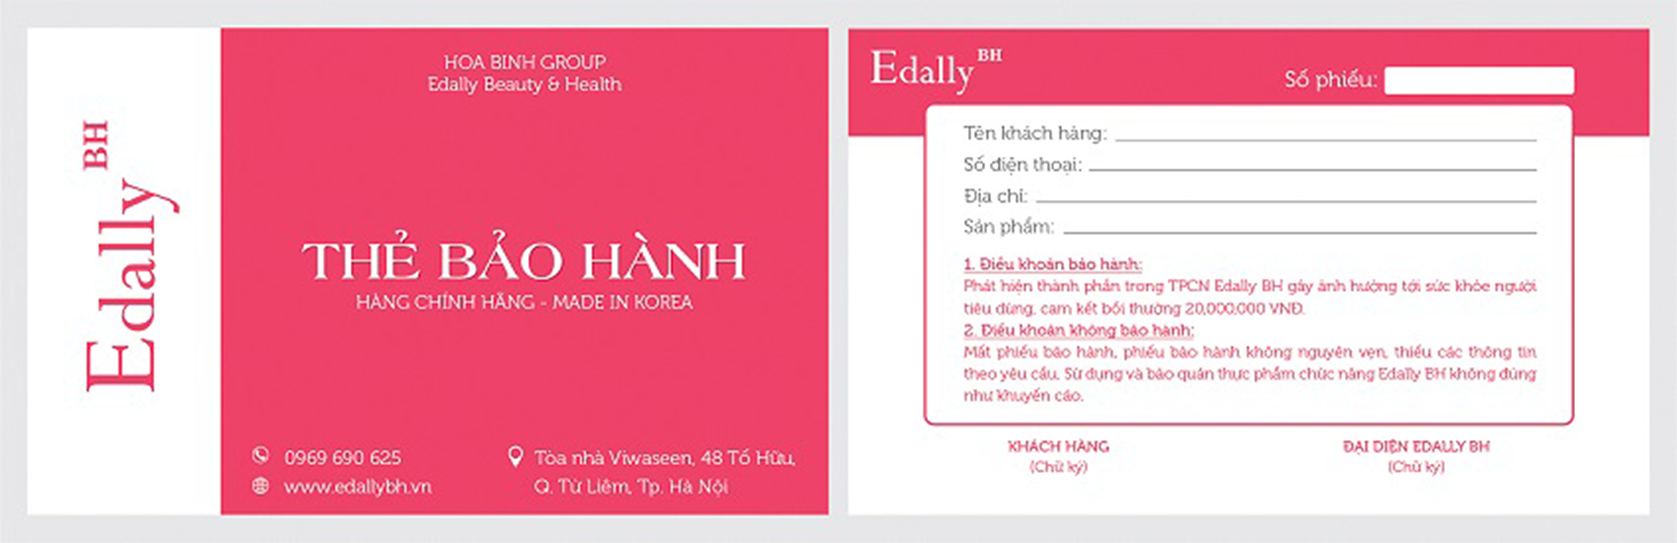 Edally BH
HOA BINH GROUP
Edally Beauty & Health
THẺ BẢO HÀNH
HÀNG CHÍNH HÃNG - MADE IN KOREA
0969 690 625
www.edallybh.vn
Tòa nhà Viwaseen, 48 Tố Hữu,
Q. Từ Liêm, Tp. Hà Nội
Edally BH
Số phiếu:
Tên khách hàng:
Số điện thoại:
Địa chỉ:
Sản phẩm:
1. Điều khoản bảo hành:
Phát hiện thành phần trong TPCN Edally BH gây ảnh hưởng tới sức khỏe người
tiêu dùng, cam kết bồi thường 20,000,000 VNĐ.
2. Điều khoản không bảo hành:
Mất phiếu bảo hành, phiếu bảo hành không nguyên vẹn, thiếu các thông tin
theo yêu cầu. Sử dụng và bảo quản thực phẩm chức năng Edally BH không đúng
như khuyến cáo.
KHÁCH HÀNG
(Chữ ký)
ĐẠI DIỆN EDALLY BH
(Chữ ký)